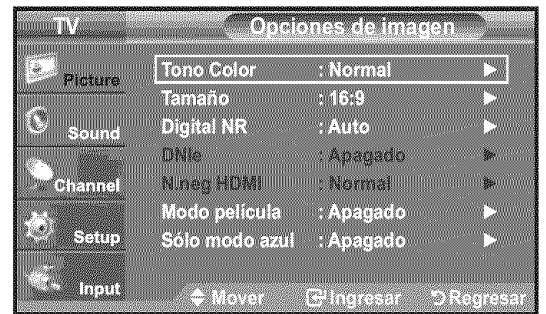 TV
Opciones de imagen
Picture
Sound
Channel
Setup
Input
Tono Color : Normal
Tamaño : 16:9
Digital NR : Auto
DNIe : Apagado
N.neg HDMI : Normal
Modo película : Apagado
Sólo modo azul : Apagado
Mover Ingresar Regresar